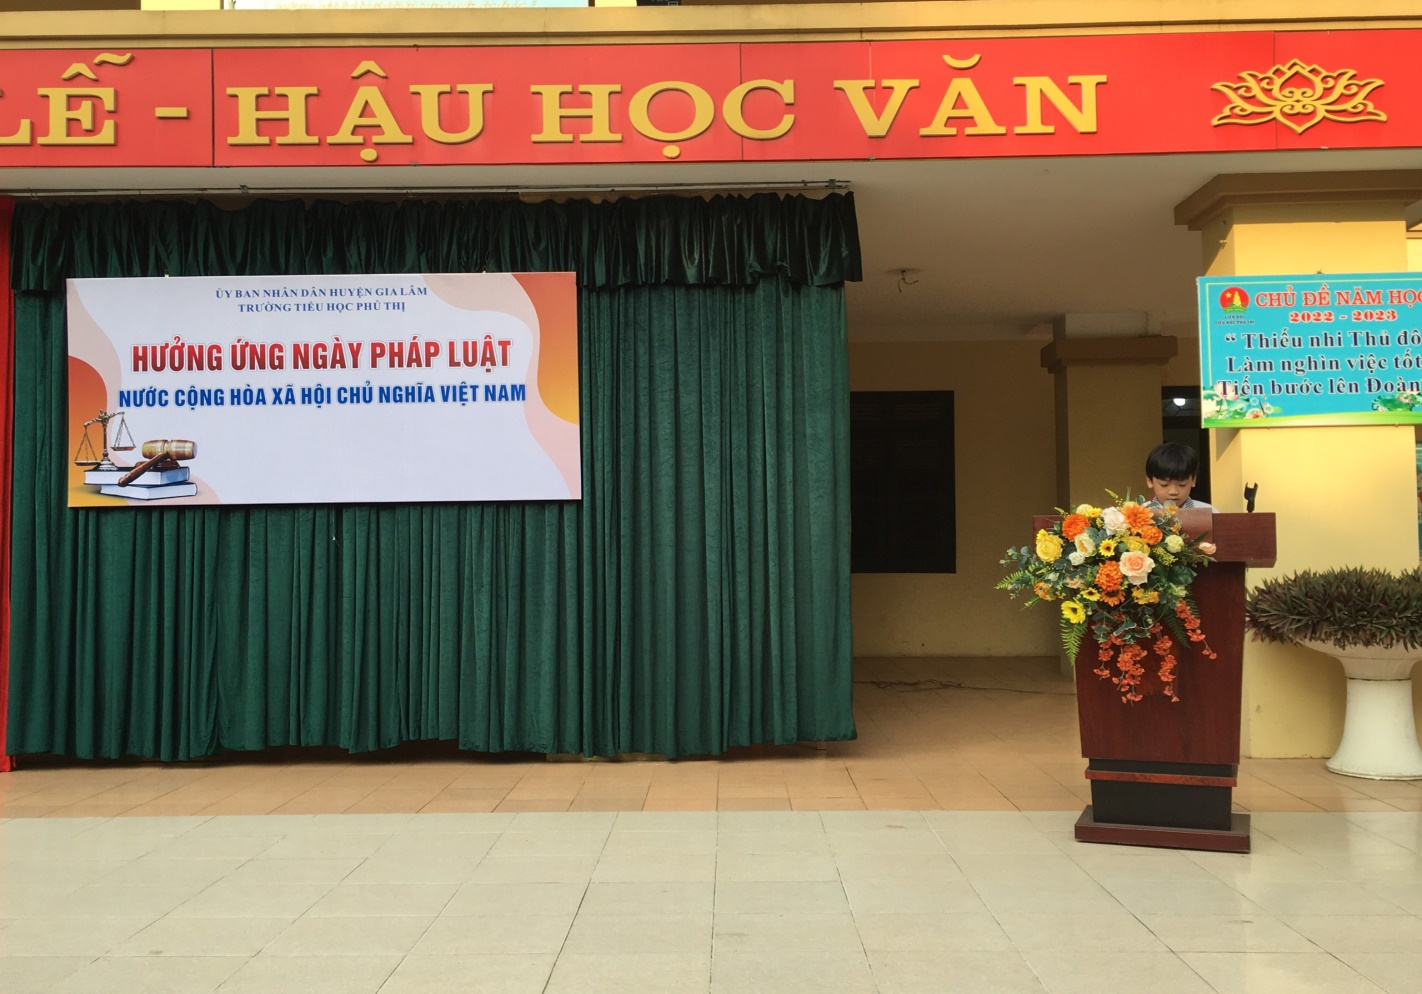 LỄ - HẬU HỌC VĂN
ỦY BAN NHÂN DÂN HUYỆN GIA LÂM
TRƯỜNG TIỂU HỌC PHÚ THỊ
HƯỞNG ỨNG NGÀY PHÁP LUẬT
NƯỚC CỘNG HÒA XÃ HỘI CHỦ NGHĨA VIỆT NAM
CHỦ ĐỀ NĂM HỌC
2022 - 2023
“ Thiếu nhi Thủ đô
Làm nghìn việc tốt
Tiến bước lên Đoàn